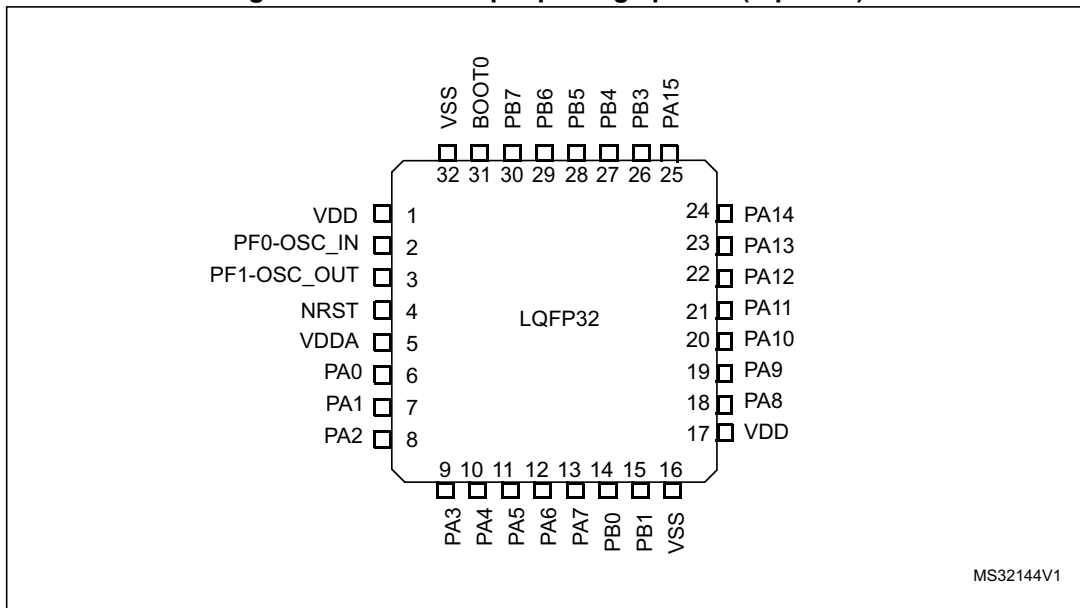 VSS
BOOT0
PB7
PB6
PB5
PB4
PB3
PA15
32 31 30 29 28 27 26 25
VDD 1
PF0-OSC_IN 2
PF1-OSC_OUT 3
NRST 4
VDDA 5
PA0 6
PA1 7
PA2 8
LQFP32
24 PA14
23 PA13
22 PA12
21 PA11
20 PA10
19 PA9
18 PA8
17 VDD
9 10 11 12 13 14 15 16
PA3
PA4
PA5
PA6
PA7
PB0
PB1
VSS
MS32144V1